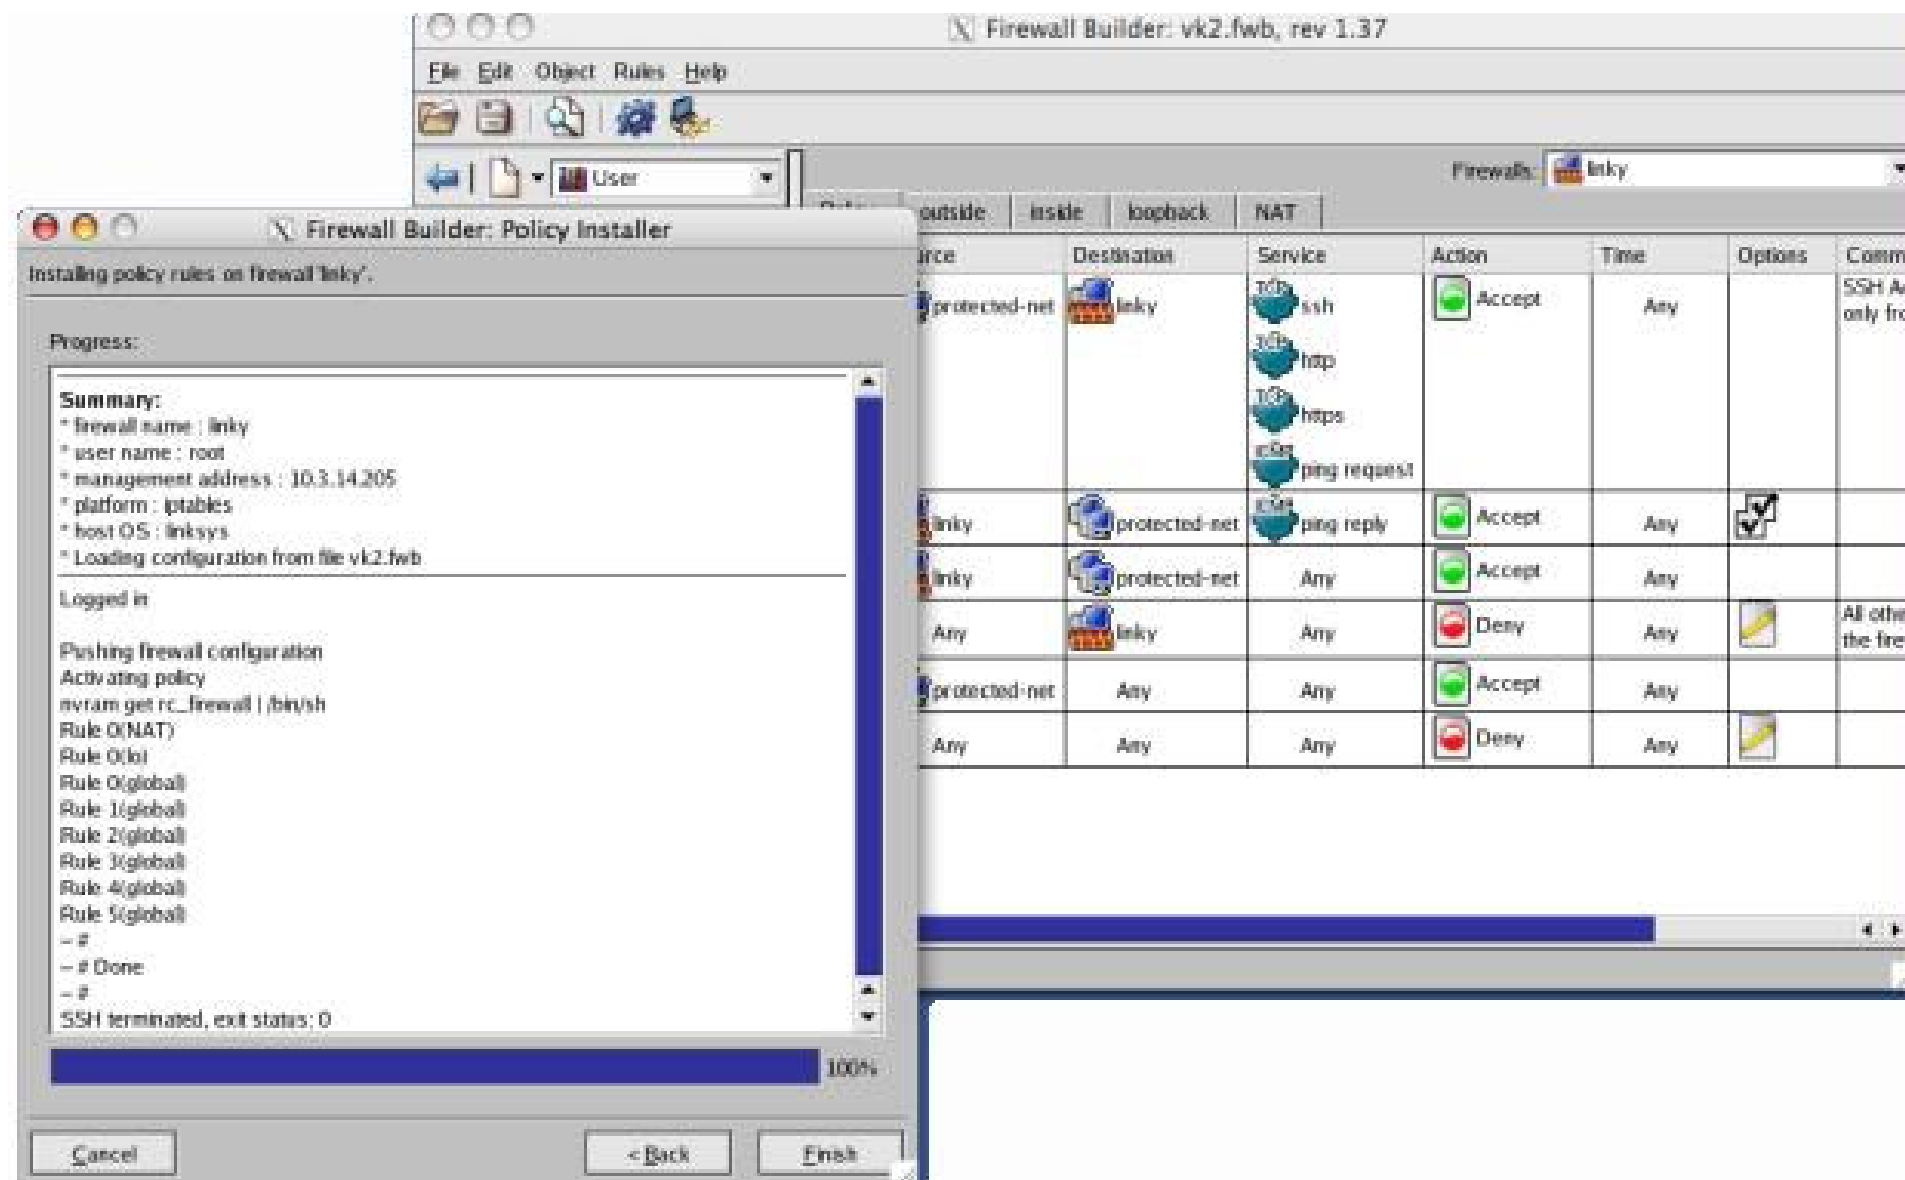 Firewall Builder: vk2.fwb, rev 1.37
File Edit Object Rules Help
User
Firewalls: linky
outside inside loopback NAT
Destination Service Action Time Options Comm
protected-net linky ssh Accept Any SSH
only fro
http
https
ping request
linky protected-net ping reply Accept Any
linky protected-net Any Accept Any
Any linky Any Deny Any All othe
the fire
protected-net Any Any Accept Any
Any Any Any Deny Any
Firewall Builder: Policy Installer
Installing policy rules on firewall 'linky'.
Progress:
Summary:
* firewall name : linky
* user name : root
* management address : 10.3.14.205
* platform : iptables
* host OS : linksys
* Loading configuration from file vk2.fwb
Logged in
Pushing firewall configuration
Activating policy
nvram get rc_firewall | /bin/sh
Rule 0(NAT)
Rule 0(lo)
Rule 0(global)
Rule 1(global)
Rule 2(global)
Rule 3(global)
Rule 4(global)
Rule 5(global)
~ #
~ # Done
~ #
SSH terminated, exit status: 0
100%
Cancel < Back Finish